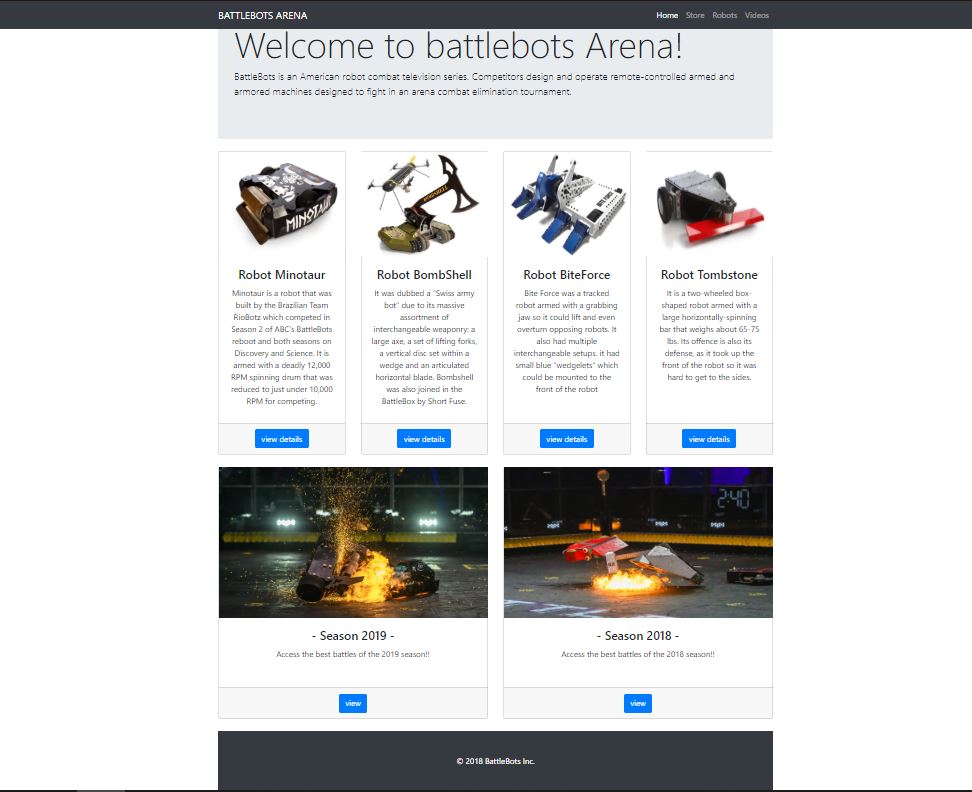 BATTLEBOTS ARENA
Home Store Robots Videos
Welcome to battlebots Arena!
BattleBots is an American robot combat television series. Competitors design and operate remote-controlled armed and
armored machines designed to fight in an arena combat elimination tournament.
MINOTAUR
Robot Minotaur
Minotaur is a robot that was
built by the Brazilian Team
RioBotz which competed in
Season 2 of ABC's BattleBots
reboot and both seasons on
Discovery and Science. It is
armed with a deadly 12,000
RPM spinning drum that was
reduced to just under 10,000
RPM for competing.
view details
Robot BombShell
It was dubbed a "Swiss army
bot" due to its massive
assortment of
interchangeable weaponry: a
large axe, a set of lifting forks,
a vertical disc set within a
wedge and an articulated
horizontal blade. Bombshell
was also joined in the
BattleBox by Short Fuse.
view details
BITE FORCE
Robot BiteForce
Bite Force was a tracked
robot armed with a grabbing
jaw so it could lift and even
overturn opposing robots. It
also had multiple
interchangeable setups. it had
small blue "wedgelets" which
could be mounted to the
front of the robot
view details
Robot Tombstone
It is a two-wheeled box-
shaped robot armed with a
large horizontally-spinning
bar that weighs about 65-75
lbs. Its offence is also its
defense, as it took up the
front of the robot so it was
hard to get to the sides.
view details
- Season 2019 -
Access the best battles of the 2019 season!!
view
2:40
- Season 2018 -
Access the best battles of the 2018 season!!
view
© 2018 BattleBots Inc.